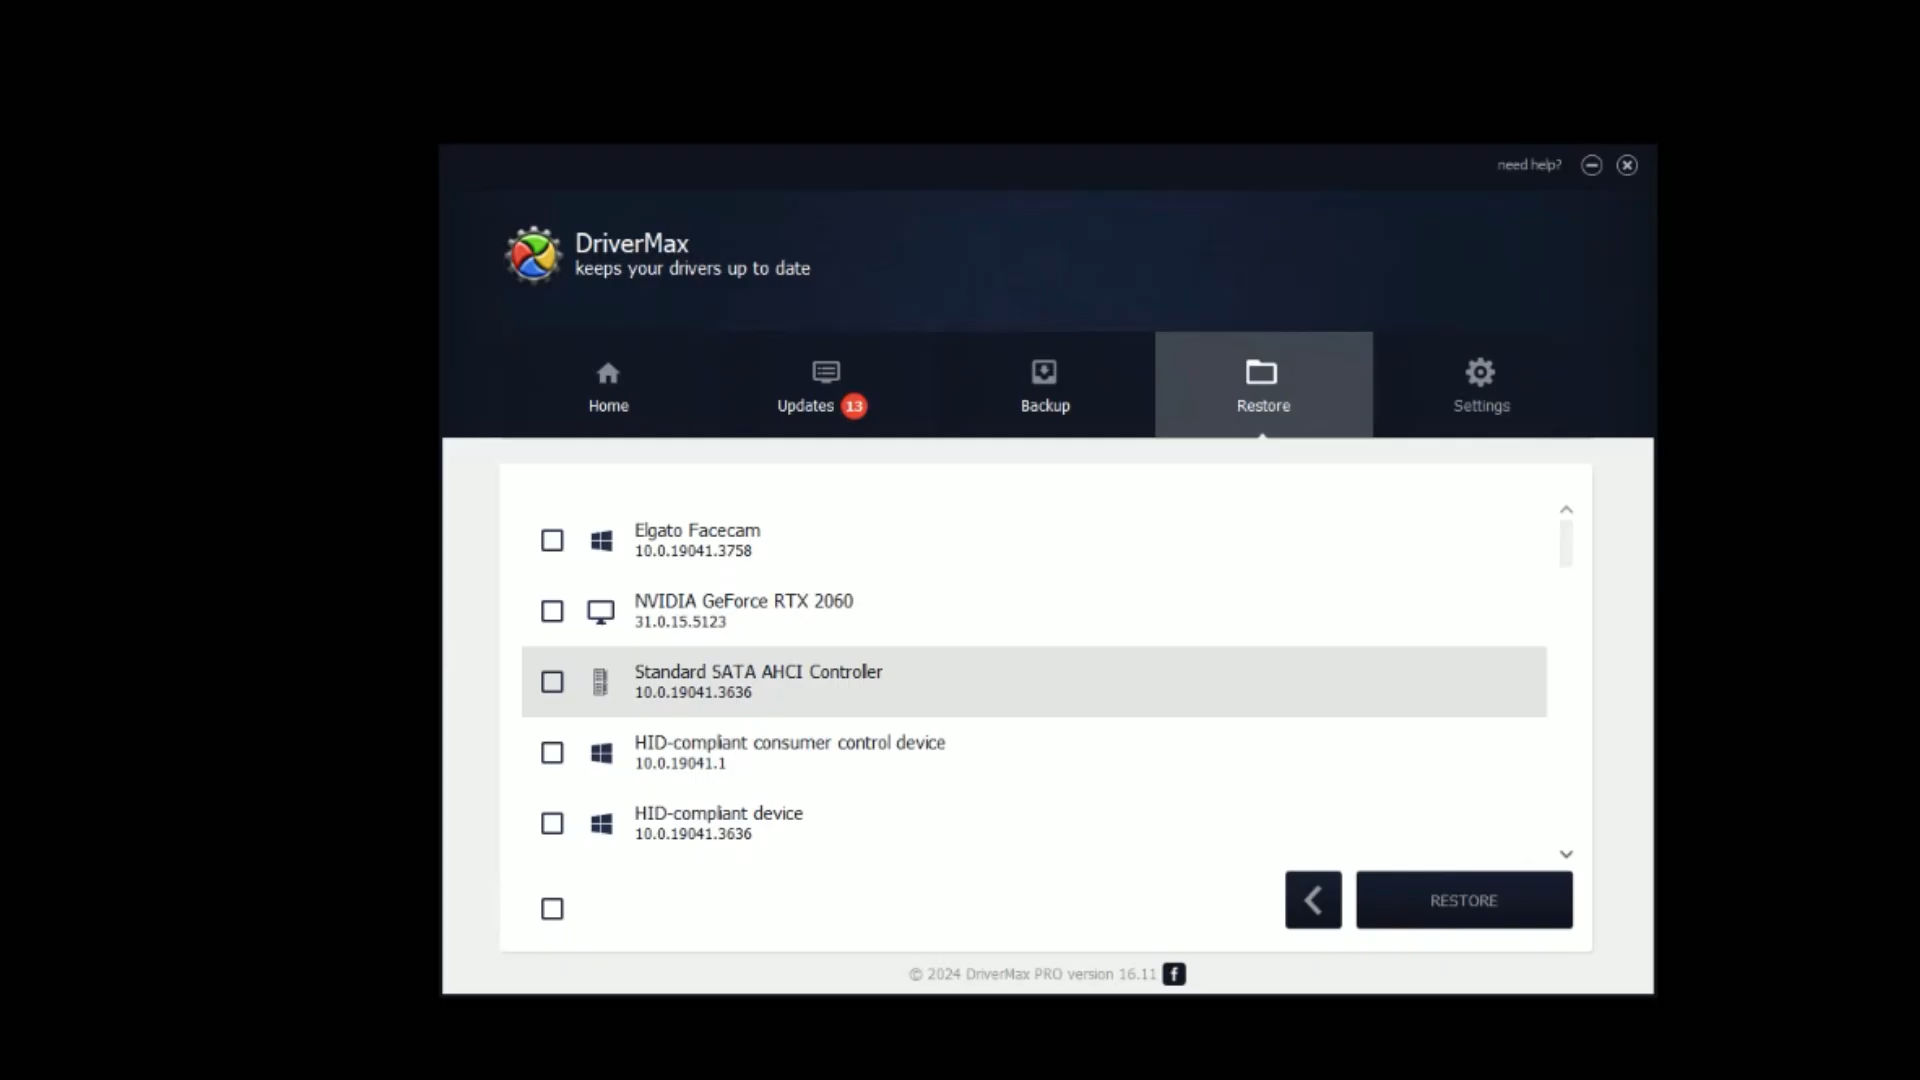 need help?
DriverMax
keeps your drivers up to date
Home
Updates 13
Backup
Restore
Settings
Elgato Facecam
10.0.19041.3758
NVIDIA GeForce RTX 2060
31.0.15.5123
Standard SATA AHCI Controller
10.0.19041.3636
HID-compliant consumer control device
10.0.19041.1
HID-compliant device
10.0.19041.3636
RESTORE
© 2024 DriverMax PRO version 16.11 f